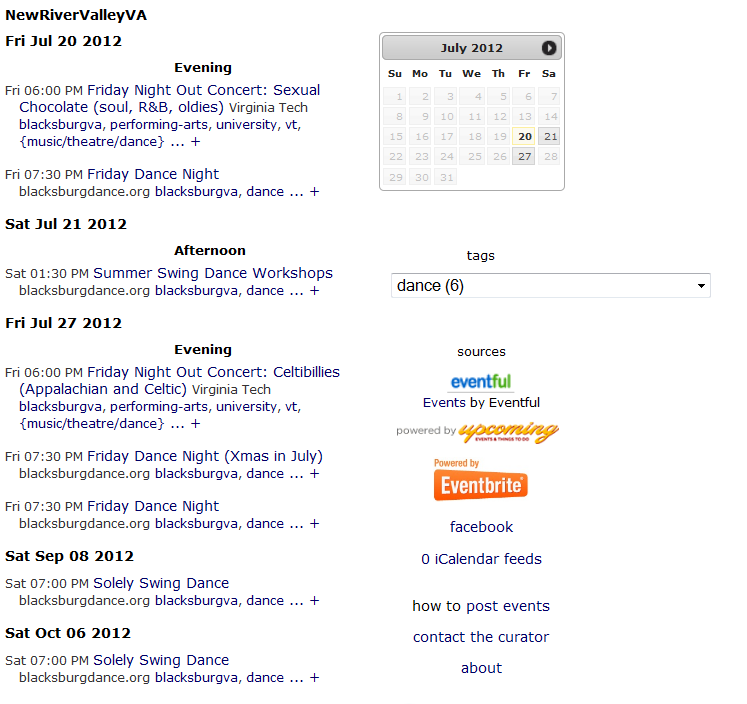 NewRiverValleyVA
Fri Jul 20 2012
Evening
Fri 06:00 PM Friday Night Out Concert: Sexual
Chocolate (soul, R&B, oldies) Virginia Tech
blacksburgva, performing-arts, university, vt,
{music/theatre/dance} ... +
Fri 07:30 PM Friday Dance Night
blacksburgdance.org blacksburgva, dance ... +
Sat Jul 21 2012
Afternoon
Sat 01:30 PM Summer Swing Dance Workshops
blacksburgdance.org blacksburgva, dance ... +
Fri Jul 27 2012
Evening
Fri 06:00 PM Friday Night Out Concert: Celtibillies
(Appalachian and Celtic) Virginia Tech
blacksburgva, performing-arts, university, vt,
{music/theatre/dance} ... +
Fri 07:30 PM Friday Dance Night (Xmas in July)
blacksburgdance.org blacksburgva, dance ... +
Fri 07:30 PM Friday Dance Night
blacksburgdance.org blacksburgva, dance ... +
Sat Sep 08 2012
Sat 07:00 PM Solely Swing Dance
blacksburgdance.org blacksburgva, dance ... +
Sat Oct 06 2012
Sat 07:00 PM Solely Swing Dance
blacksburgdance.org blacksburgva, dance ... +
July 2012
Su Mo Tu We Th Fr Sa
1 2 3 4 5 6 7
8 9 10 11 12 13 14
15 16 17 18 19 20 21
22 23 24 25 26 27 28
29 30 31
tags
dance (6)
sources
eventful
Events by Eventful
powered by upcoming
EVENTS & THINGS TO DO
Powered by
Eventbrite
facebook
0 iCalendar feeds
how to post events
contact the curator
about